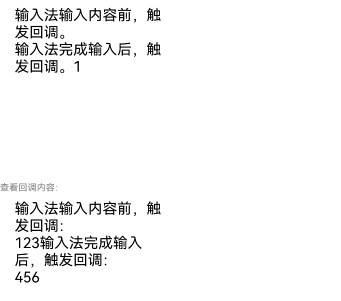 输入法输入内容前，触
发回调。
输入法完成输入后，触
发回调。1
查看回调内容：
输入法输入内容前，触
发回调：
123输入法完成输入
后，触发回调：
456